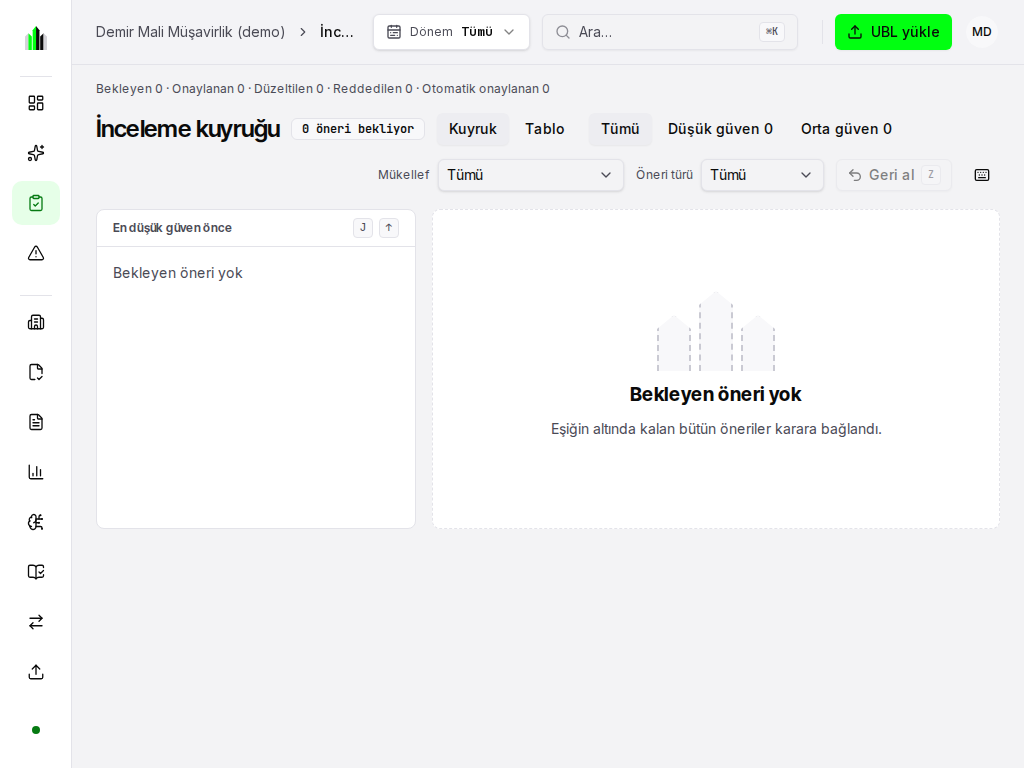 Demir Mali Müşavirlik (demo) > İnc... Dönem Tümü Ara... ⌘K UBL yükle MD
Bekleyen 0 · Onaylanan 0 · Düzeltilen 0 · Reddedilen 0 · Otomatik onaylanan 0
İnceleme kuyruğu 0 öneri bekliyor Kuyruk Tablo Tümü Düşük güven 0 Orta güven 0
Mükellef Tümü Öneri türü Tümü Geri al Z
En düşük güven önce J ↑
Bekleyen öneri yok
Bekleyen öneri yok
Eşiğin altında kalan bütün öneriler karara bağlandı.